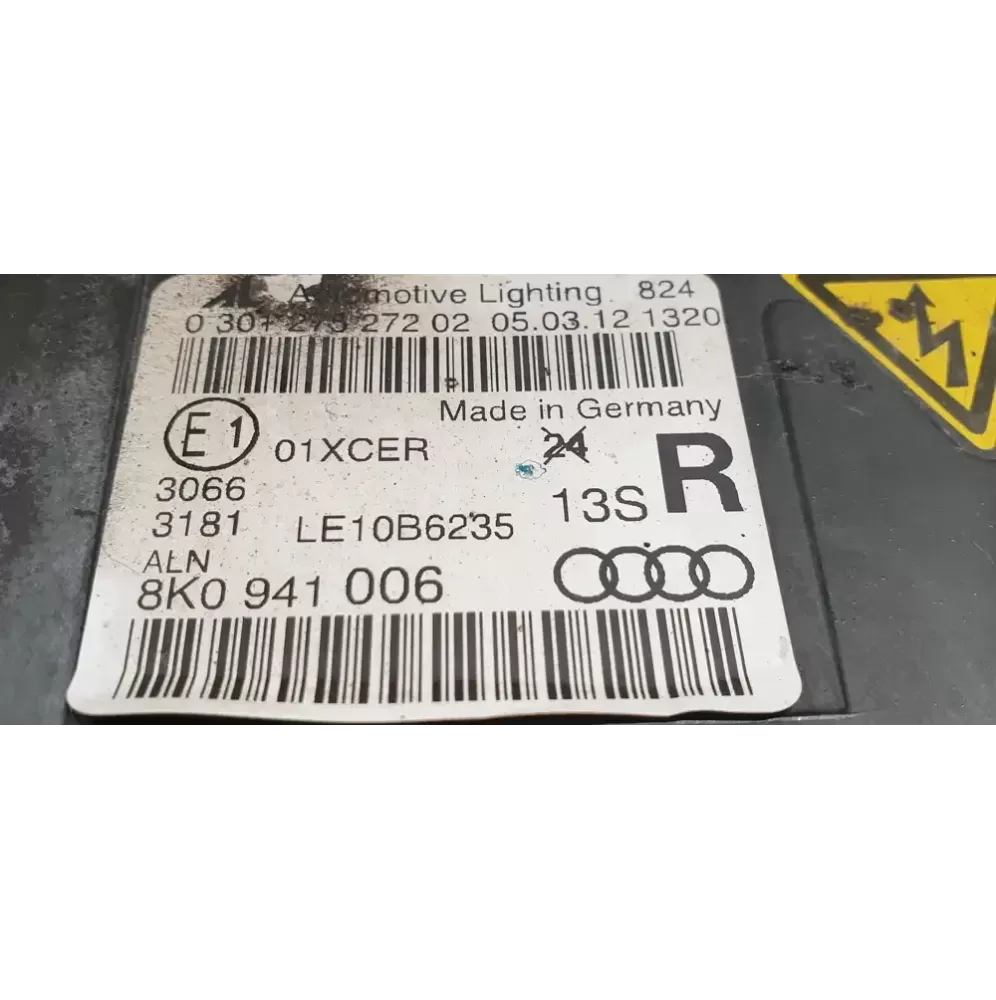 AL Automotive Lighting 824
0 301 273 272 02 05.03.12 1320
Made in Germany
E1 01XCER 24 R
3066
3181 LE10B6235 13S
ALN
8K0 941 006